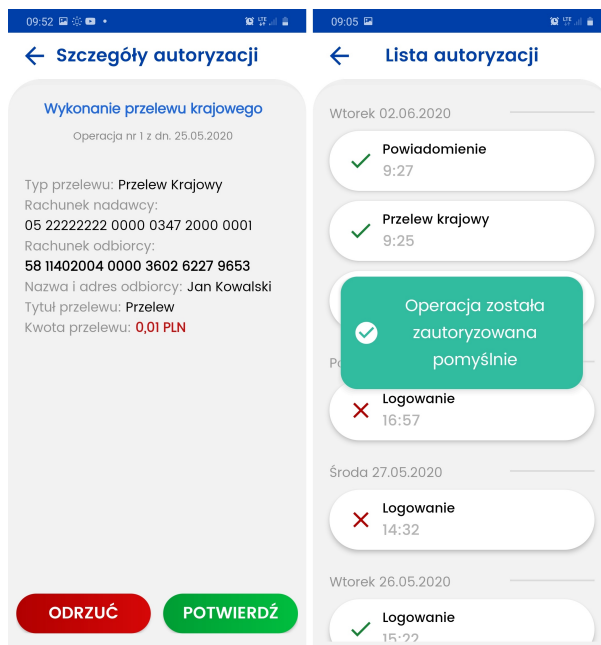 09:52
Szczegóły autoryzacji
Wykonanie przelewu krajowego
Operacja nr 1 z dn. 25.05.2020
Typ przelewu: Przelew Krajowy
Rachunek nadawcy:
05 22222222 0000 0347 2000 0001
Rachunek odbiorcy:
58 11402004 0000 3602 6227 9653
Nazwa i adres odbiorcy: Jan Kowalski
Tytuł przelewu: Przelew
Kwota przelewu: 0,01 PLN
ODRZUĆ
POTWIERDŹ
09:05
Lista autoryzacji
Wtorek 02.06.2020
Powiadomienie
9:27
Przelew krajowy
9:25
Operacja została
zautoryzowana
pomyślnie
Logowanie
16:57
Środa 27.05.2020
Logowanie
14:32
Wtorek 26.05.2020
Logowanie
15:22